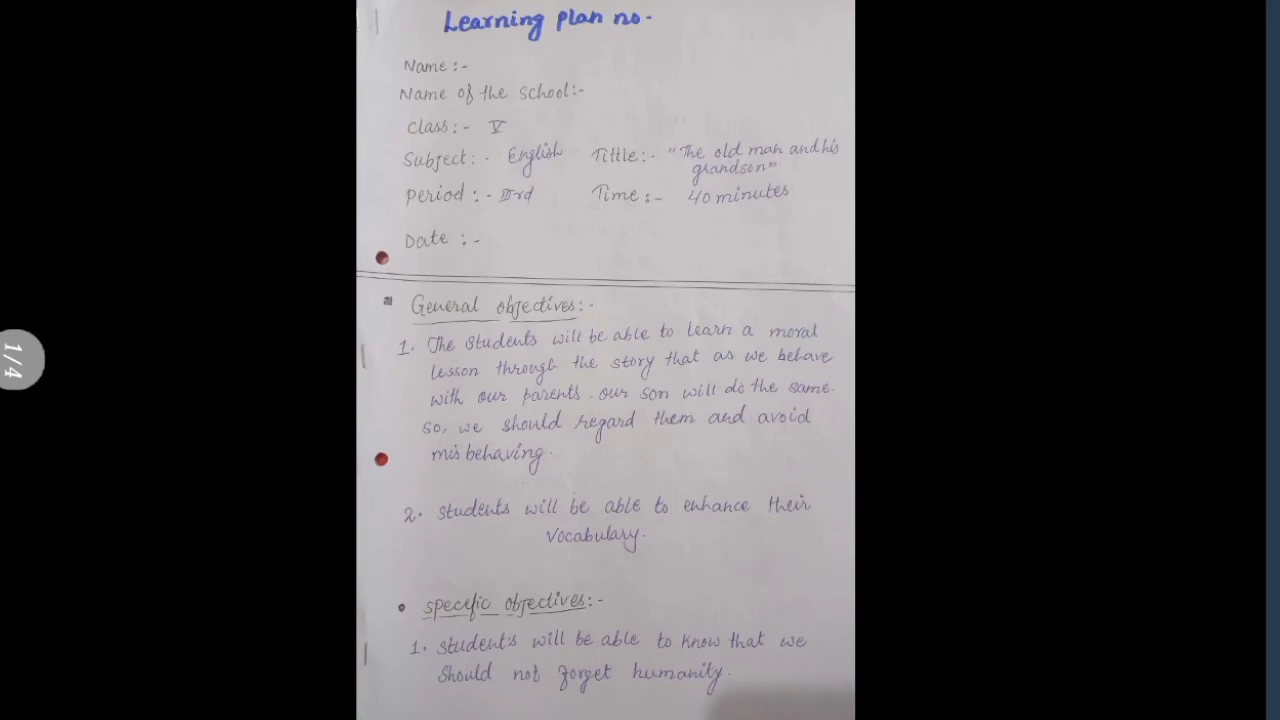 Learning plan no.
Name:-
Name of the school:-
Class:- V
Subject:- English Tittle:- "The old man and his
grandson"
Period:- IIIrd Time:- 40 minutes
Date:-
General objectives:-
1. The students will be able to learn a moral
lesson through the story that as we behave
with our parents. our son will do the same.
so, we should regard them and avoid
misbehaving.
2. Students will be able to enhance their
vocabulary.
Specific objectives:-
1. Student's will be able to know that we
should not forget humanity.
1/4